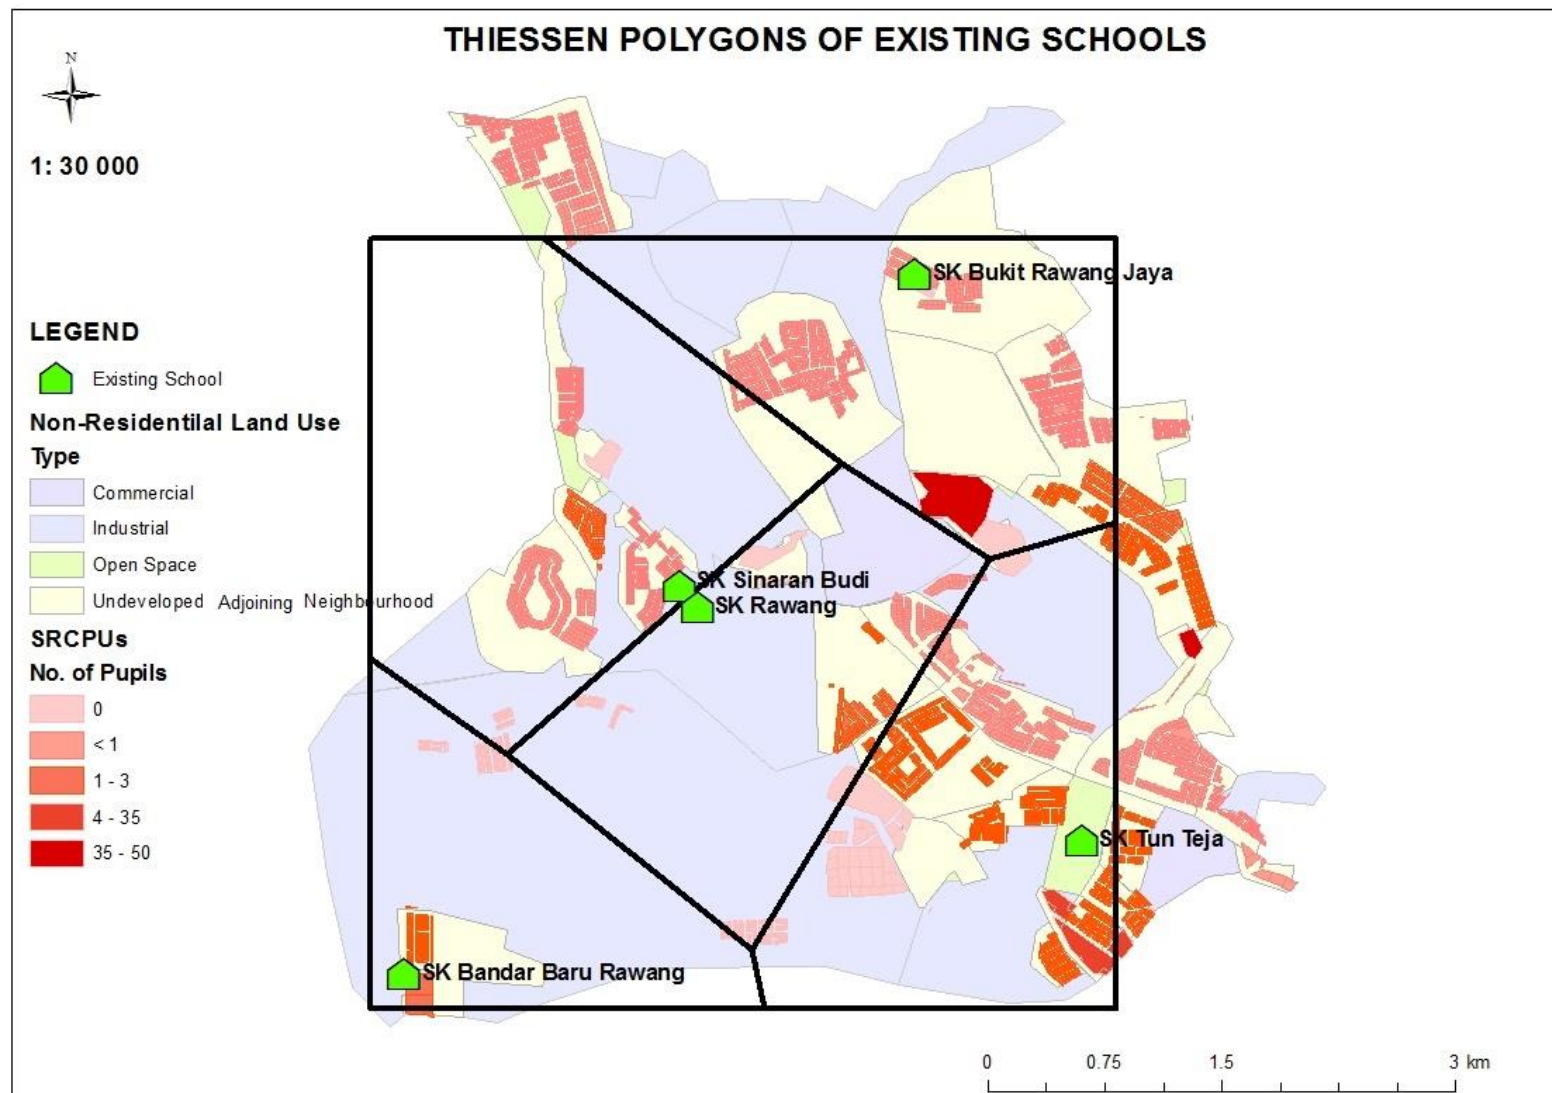 THIESSEN POLYGONS OF EXISTING SCHOOLS
N
1: 30 000
LEGEND
Existing School
Non-Residentilal Land Use
Type
Commercial
Industrial
Open Space
Undeveloped Adjoining Neighbourhood
SRCPUs
No. of Pupils
0
< 1
1 - 3
4 - 35
35 - 50
SK Bukit Rawang Jaya
SK Sinaran Budi
SK Rawang
SK Tun Teja
SK Bandar Baru Rawang
0 0.75 1.5 3 km